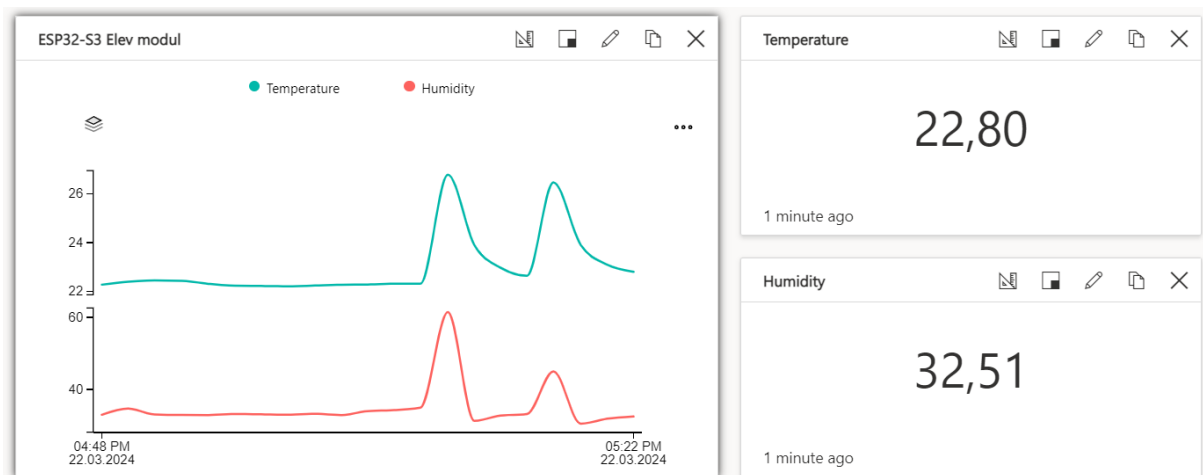 ESP32-S3 Elev modul
Temperature
Humidity
26
24
22
60
40
04:48 PM
22.03.2024
05:22 PM
22.03.2024
Temperature
22,80
1 minute ago
Humidity
32,51
1 minute ago